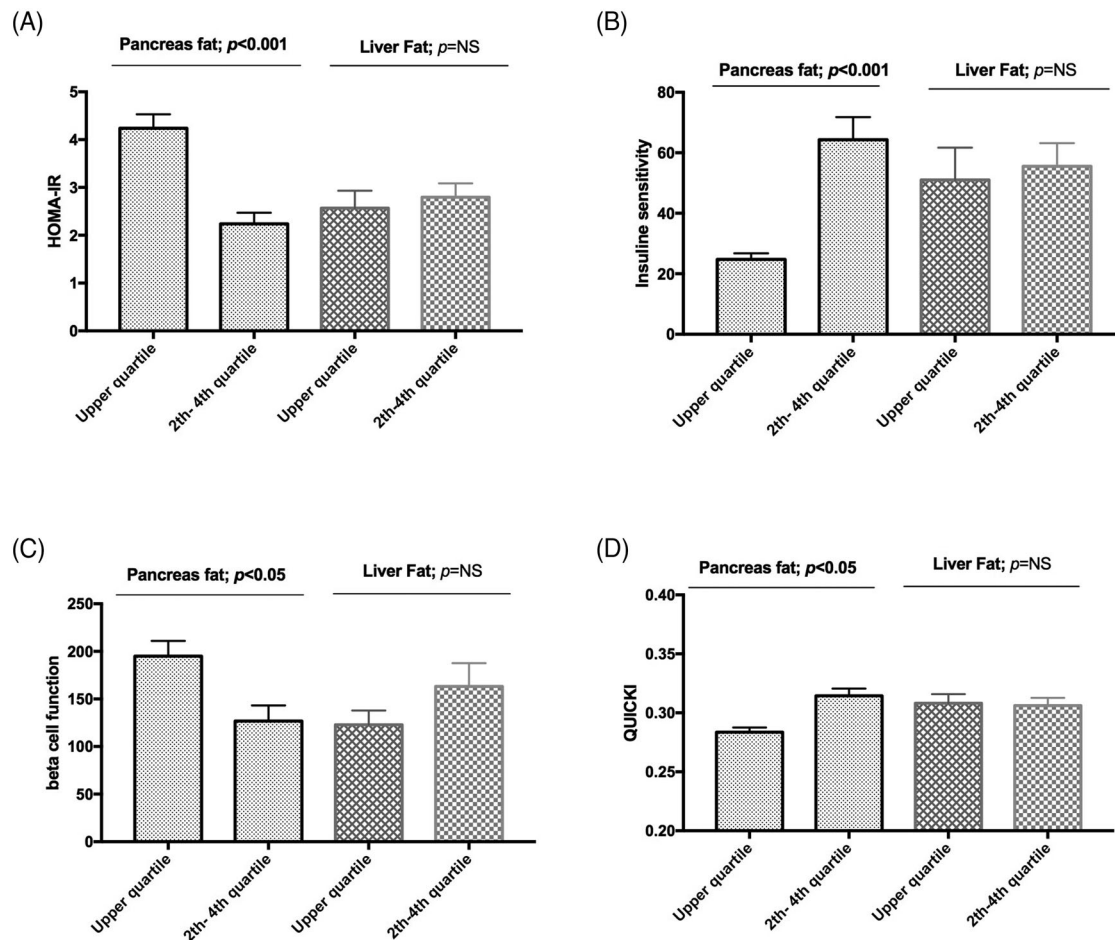 (A)
Pancreas fat; p<0.001
Liver Fat; p=NS
5
4
3
2
1
0
HOMA-IR
Upper quartile
2th- 4th quartile
Upper quartile
2th-4th quartile
(B)
Pancreas fat; p<0.001
Liver Fat; p=NS
80
60
40
20
0
Insuline sensitivity
Upper quartile
2th- 4th quartile
Upper quartile
2th-4th quartile
(C)
Pancreas fat; p<0.05
Liver Fat; p=NS
250
200
150
100
50
0
beta cell function
Upper quartile
2th- 4th quartile
Upper quartile
2th-4th quartile
(D)
Pancreas fat; p<0.05
Liver Fat; p=NS
0.40
0.35
0.30
0.25
0.20
QUICKI
Upper quartile
2th- 4th quartile
Upper quartile
2th-4th quartile